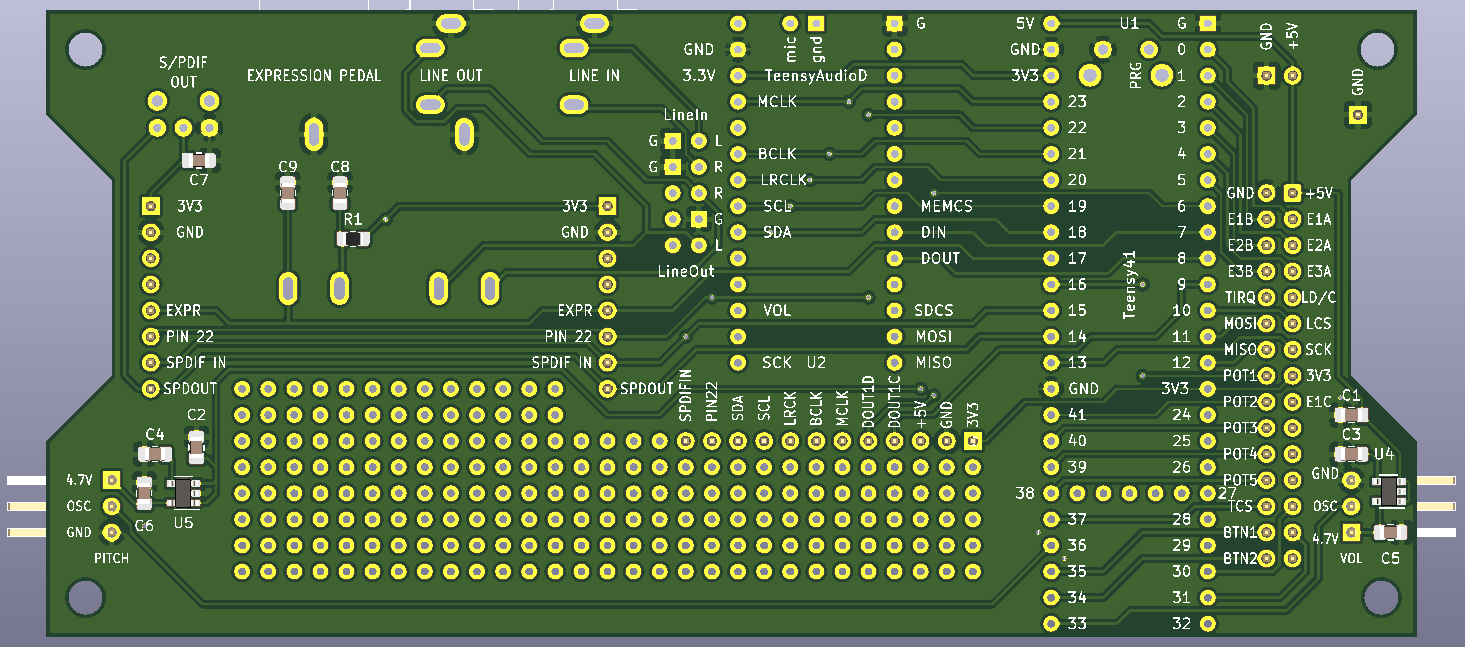 5V
U1
G
G
mic
gnd
GND
+5V
GND
GND
0
S/PDIF
OUT
EXPRESSION PEDAL
LINE OUT
LINE IN
3.3V
TeensyAudioD
3V3
PRG
1
GND
MCLK
23
2
LineIn
22
3
G
L
BCLK
21
4
C9
C8
G
R
C7
LRCLK
20
5
R
GND
+5V
3V3
3V3
SCL
MEMCS
19
6
R1
G
E1B
E1A
GND
GND
SDA
DIN
18
7
L
E2B
E2A
DOUT
17
8
LineOut
E3B
E3A
Teensy41
16
9
TIRQ
LD/C
EXPR
EXPR
VOL
SDCS
15
10
MOSI
LCS
PIN 22
PIN 22
MOSI
14
11
MISO
SCK
SPDIF IN
SPDIF IN
SCK
U2
MISO
13
12
POT1
3V3
SPDOUT
SPDOUT
GND
3V3
SPDIFIN
PIN22
SDA
SCL
LRCK
BCLK
MCLK
DOUT1D
DOUT1C
+5V
GND
3V3
POT2
E1C
C1
C2
41
24
POT3
C4
40
25
C3
POT4
U4
39
26
GND
4.7V
POT5
38
27
OSC
TCS
OSC
C6
U5
37
28
GND
BTN1
4.7V
36
29
PITCH
BTN2
VOL
C5
35
30
34
31
33
32